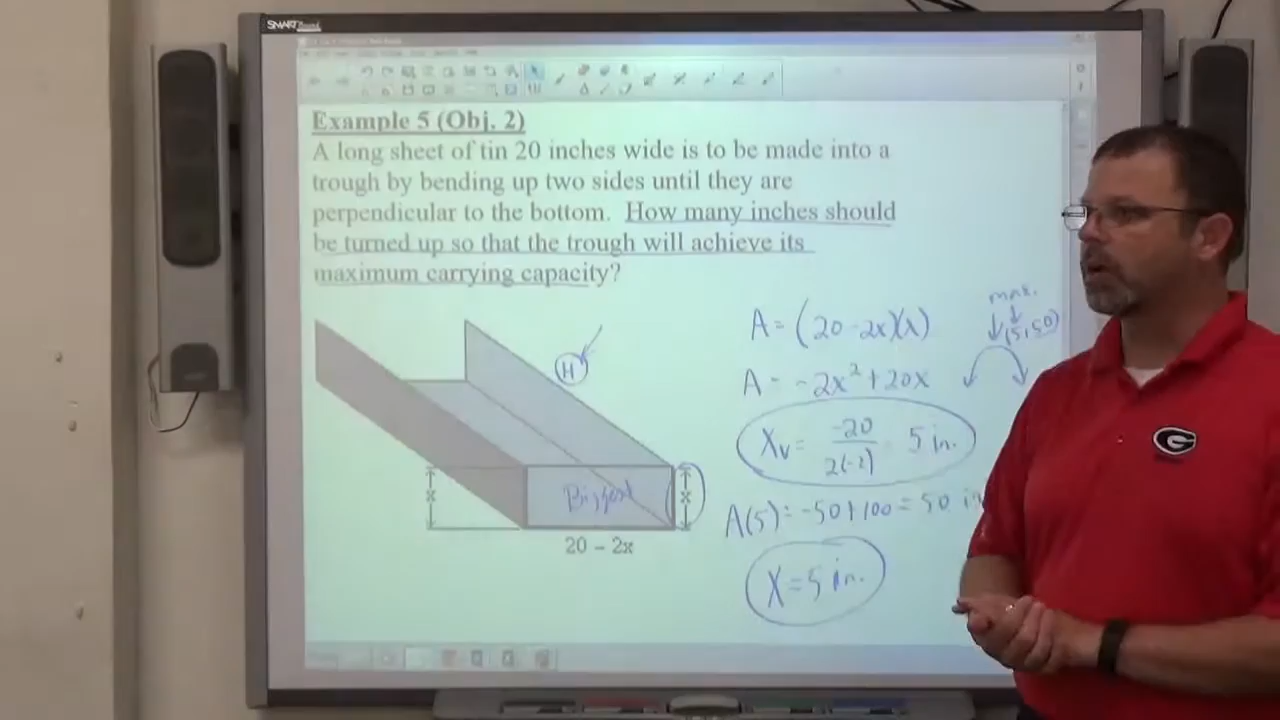 SMART
Example 5 (Obj. 2)
A long sheet of tin 20 inches wide is to be made into a
trough by bending up two sides until they are
perpendicular to the bottom. How many inches should
be turned up so that the trough will achieve its
maximum carrying capacity?
max.
(5,50)
H
A = (20-2x)(x)
A = -2x²+20x
Xv = -20/2(-2) = 5 in.
A(5) = -50+100 = 50 in
X=5 in.
x
Biggest
x
20 – 2x
G